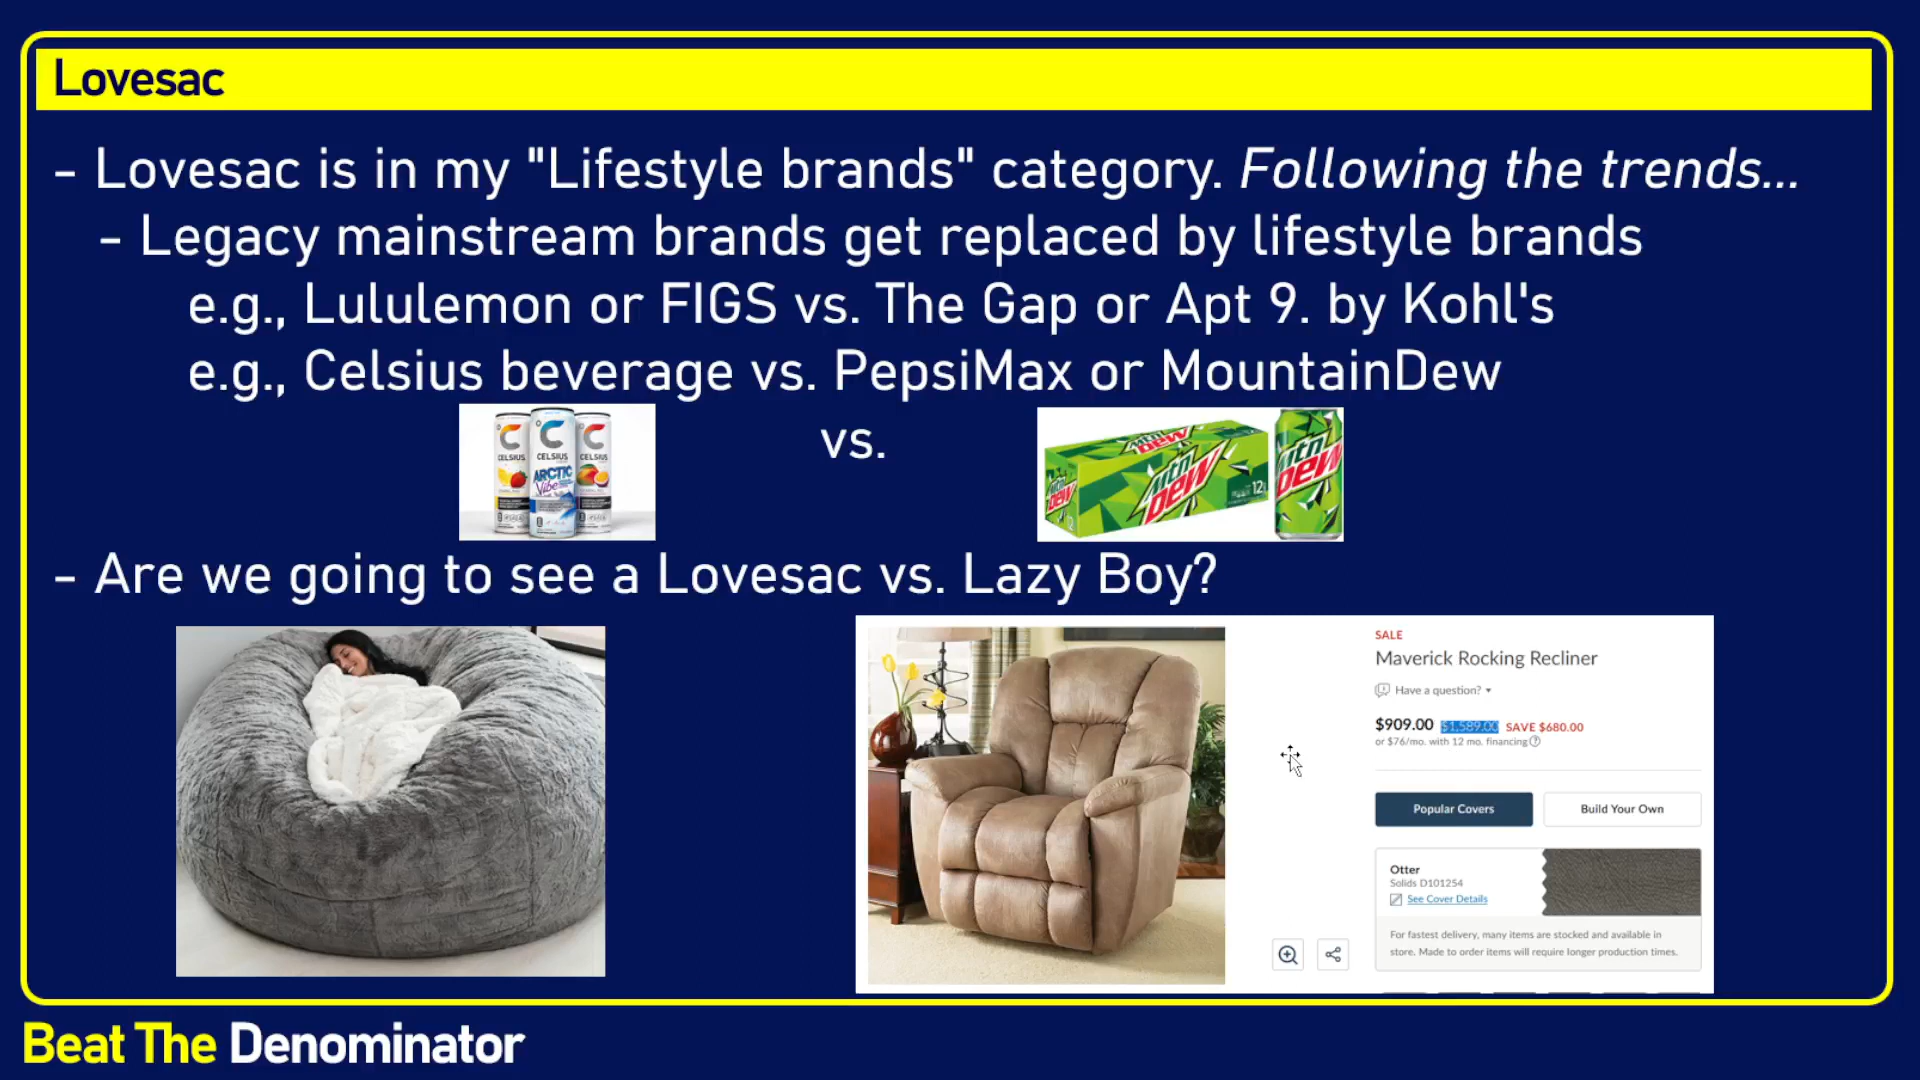 Lovesac
- Lovesac is in my "Lifestyle brands" category. Following the trends...
- Legacy mainstream brands get replaced by lifestyle brands
e.g., Lululemon or FIGS vs. The Gap or Apt 9. by Kohl's
e.g., Celsius beverage vs. PepsiMax or MountainDew
CELSIUS
CELSIUS
CELSIUS
ARCTIC
Vibe
vs.
mtn
DEW
mtn
DEW
mtn
DEW
12
- Are we going to see a Lovesac vs. Lazy Boy?
SALE
Maverick Rocking Recliner
Have a question?
$909.00 $1,589.00 SAVE $680.00
or $76/mo. with 12 mo. financing
Popular Covers
Build Your Own
Otter
Solids D101254
See Cover Details
For fastest delivery, many items are stocked and available in
store. Made to order items will require longer production times.
Beat The Denominator